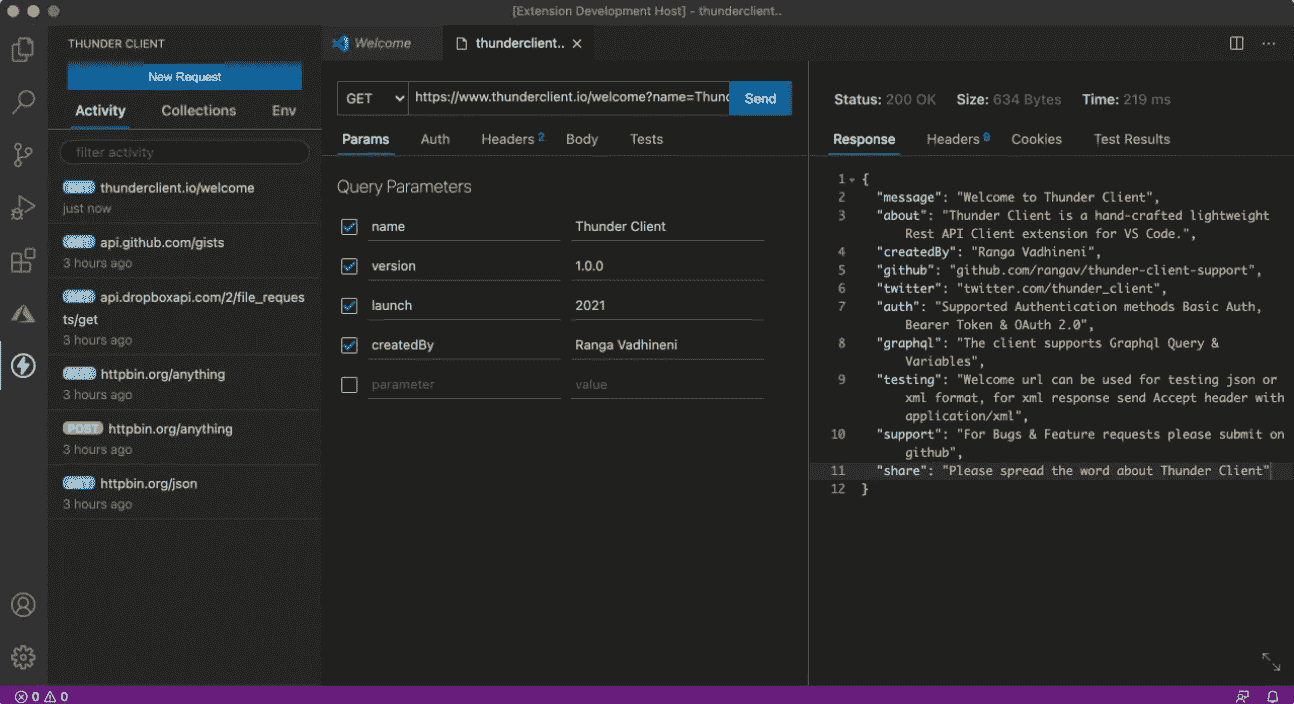 [Extension Development Host] - thunderclient..
THUNDER CLIENT
New Request
Activity Collections Env
filter activity
thunderclient.io/welcome
just now
api.github.com/gists
3 hours ago
api.dropboxapi.com/2/file_reques
ts/get
3 hours ago
httpbin.org/anything
3 hours ago
POST httpbin.org/anything
3 hours ago
httpbin.org/json
3 hours ago
Welcome
thunderclient..
GET https://www.thunderclient.io/welcome?name=Thund Send
Params Auth Headers 2 Body Tests
Query Parameters
name Thunder Client
version 1.0.0
launch 2021
createdBy Ranga Vadhineni
parameter value
Status: 200 OK Size: 634 Bytes Time: 219 ms
Response Headers Cookies Test Results
1 {
2 "message": "Welcome to Thunder Client",
3 "about": "Thunder Client is a hand-crafted lightweight
Rest API Client extension for VS Code.",
4 "createdBy": "Ranga Vadhineni",
5 "github": "github.com/rangav/thunder-client-support",
6 "twitter": "twitter.com/thunder_client",
7 "auth": "Supported Authentication methods Basic Auth,
Bearer Token & OAuth 2.0",
8 "graphql": "The client supports Graphql Query &
Variables",
9 "testing": "Welcome url can be used for testing json or
xml format, for xml response send Accept header with
application/xml",
10 "support": "For Bugs & Feature requests please submit on
github",
11 "share": "Please spread the word about Thunder Client"
12 }
0 0